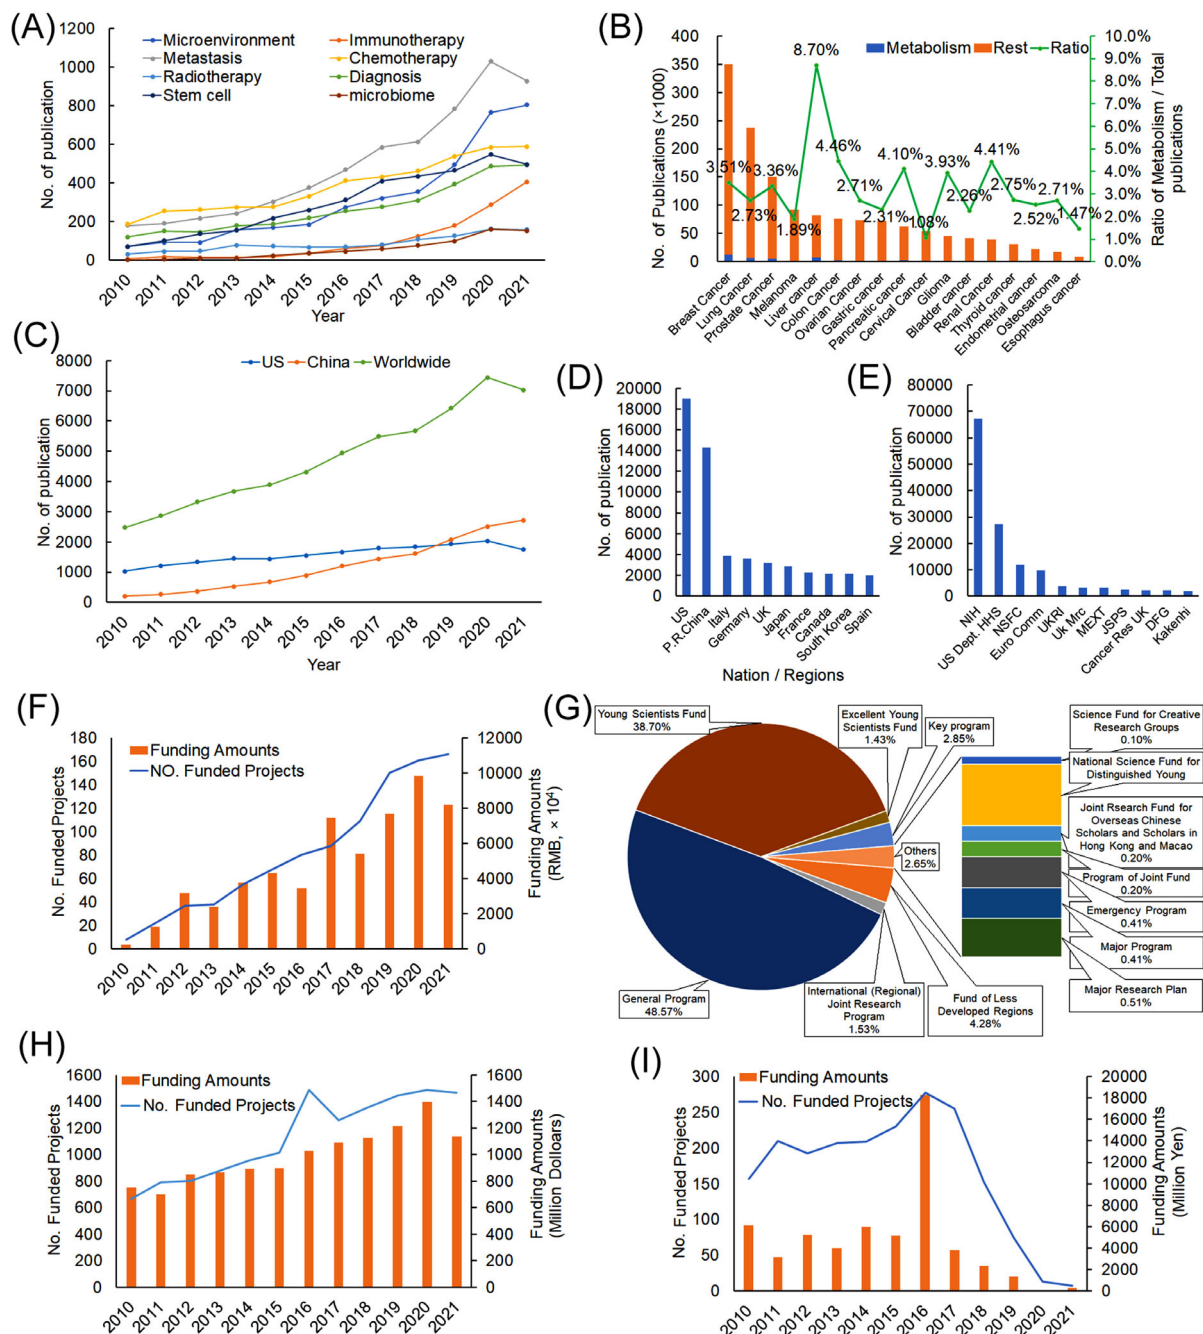 (A)
1200
1000
800
600
400
200
0
No. of publication
Microenvironment
Immunotherapy
Metastasis
Chemotherapy
Radiotherapy
Diagnosis
Stem cell
microbiome
2010 2011 2012 2013 2014 2015 2016 2017 2018 2019 2020 2021
Year
(B)
400
350
300
250
200
150
100
50
0
No. of Publications (×1000)
Metabolism Rest Ratio
3.51% 2.73% 3.36% 1.89% 8.70% 4.46% 2.71% 2.31% 4.10% 1.08% 3.93% 2.26% 4.41% 2.75% 2.52% 2.71% 1.47%
10.0%
9.0%
8.0%
7.0%
6.0%
5.0%
4.0%
3.0%
2.0%
1.0%
0.0%
Ratio of Metabolism / Total
publications
Breast Cancer
Lung Cancer
Prostate Cancer
Melanoma
Liver cancer
Colon Cancer
Ovarian Cancer
Gastric cancer
Pancreatic cancer
Cervical Cancer
Glioma
Bladder cancer
Renal Cancer
Thyroid cancer
Endometrial cancer
Osteosarcoma
Esophagus cancer
(C)
8000
7000
6000
5000
4000
3000
2000
1000
0
No. of publication
US China Worldwide
2010 2011 2012 2013 2014 2015 2016 2017 2018 2019 2020 2021
Year
(D)
20000
18000
16000
14000
12000
10000
8000
6000
4000
2000
0
No. of publication
US
P.R.China
Italy
Germany
UK
Japan
France
Canada
South Korea
Spain
Nation / Regions
(E)
80000
70000
60000
50000
40000
30000
20000
10000
0
No. of publication
NIH
US Dept. HHS
NSFC
Euro Comm
UKRI
Uk Mrc
MEXT
JSPS
Cancer Res UK
DFG
Kakenhi
(F)
180
160
140
120
100
80
60
40
20
0
No. Funded Projects
Funding Amounts
NO. Funded Projects
12000
10000
8000
6000
4000
2000
0
Funding Amounts
(RMB, × 10⁴)
2010 2011 2012 2013 2014 2015 2016 2017 2018 2019 2020 2021
(G)
Young Scientists Fund
38.70%
Excellent Young
Scientists Fund
1.43%
Key program
2.85%
Others
2.65%
General Program
48.57%
International (Regional)
Joint Research
Program
1.53%
Fund of Less
Developed Regions
4.28%
Science Fund for Creative
Research Groups
0.10%
National Science Fund for
Distinguished Young
Joint Rsearch Fund for
Overseas Chinese
Scholars and Scholars in
Hong Kong and Macao
0.20%
Program of Joint Fund
0.20%
Emergency Program
0.41%
Major Program
0.41%
Major Research Plan
0.51%
(H)
1600
1400
1200
1000
800
600
400
200
0
No. Funded Projects
Funding Amounts
No. Funded Projects
1600
1400
1200
1000
800
600
400
200
0
Funding Amounts
(Million Dolloars)
2010 2011 2012 2013 2014 2015 2016 2017 2018 2019 2020 2021
(I)
300
250
200
150
100
50
0
No. Funded Projects
Funding Amounts
No. Funded Projects
20000
18000
16000
14000
12000
10000
8000
6000
4000
2000
0
Funding Amounts
(Million Yen)
2010 2011 2012 2013 2014 2015 2016 2017 2018 2019 2020 2021